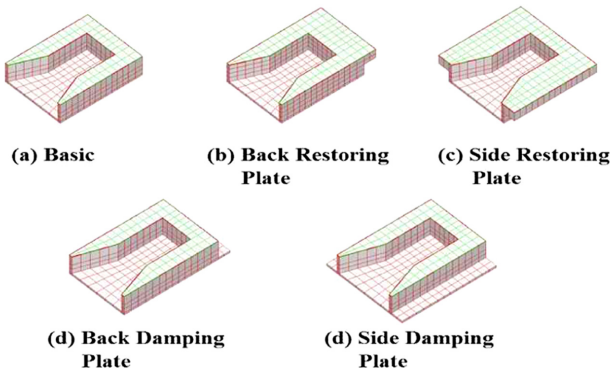 (a) Basic
(b) Back Restoring
Plate
(c) Side Restoring
Plate
(d) Back Damping
Plate
(d) Side Damping
Plate